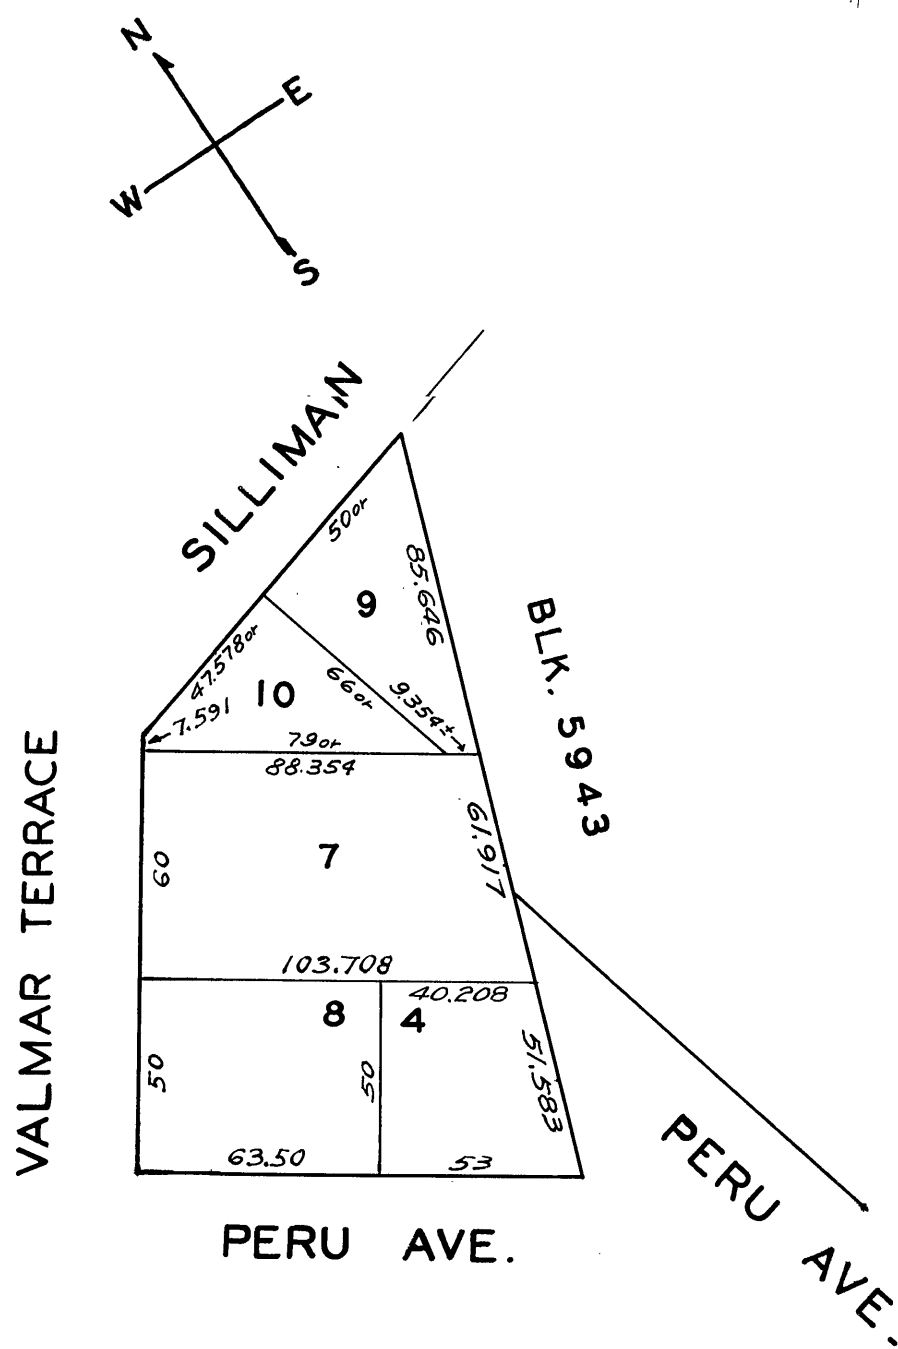 N
E
W
S
SILLIMAN
50or
85.646
9
47.578or
10
66or
9.354±
7.591
79or
88.354
BLK. 5943
VALMAR TERRACE
60
7
61.917
103.708
40.208
8
4
50
50
51.583
63.50
53
PERU AVE.
PERU AVE.